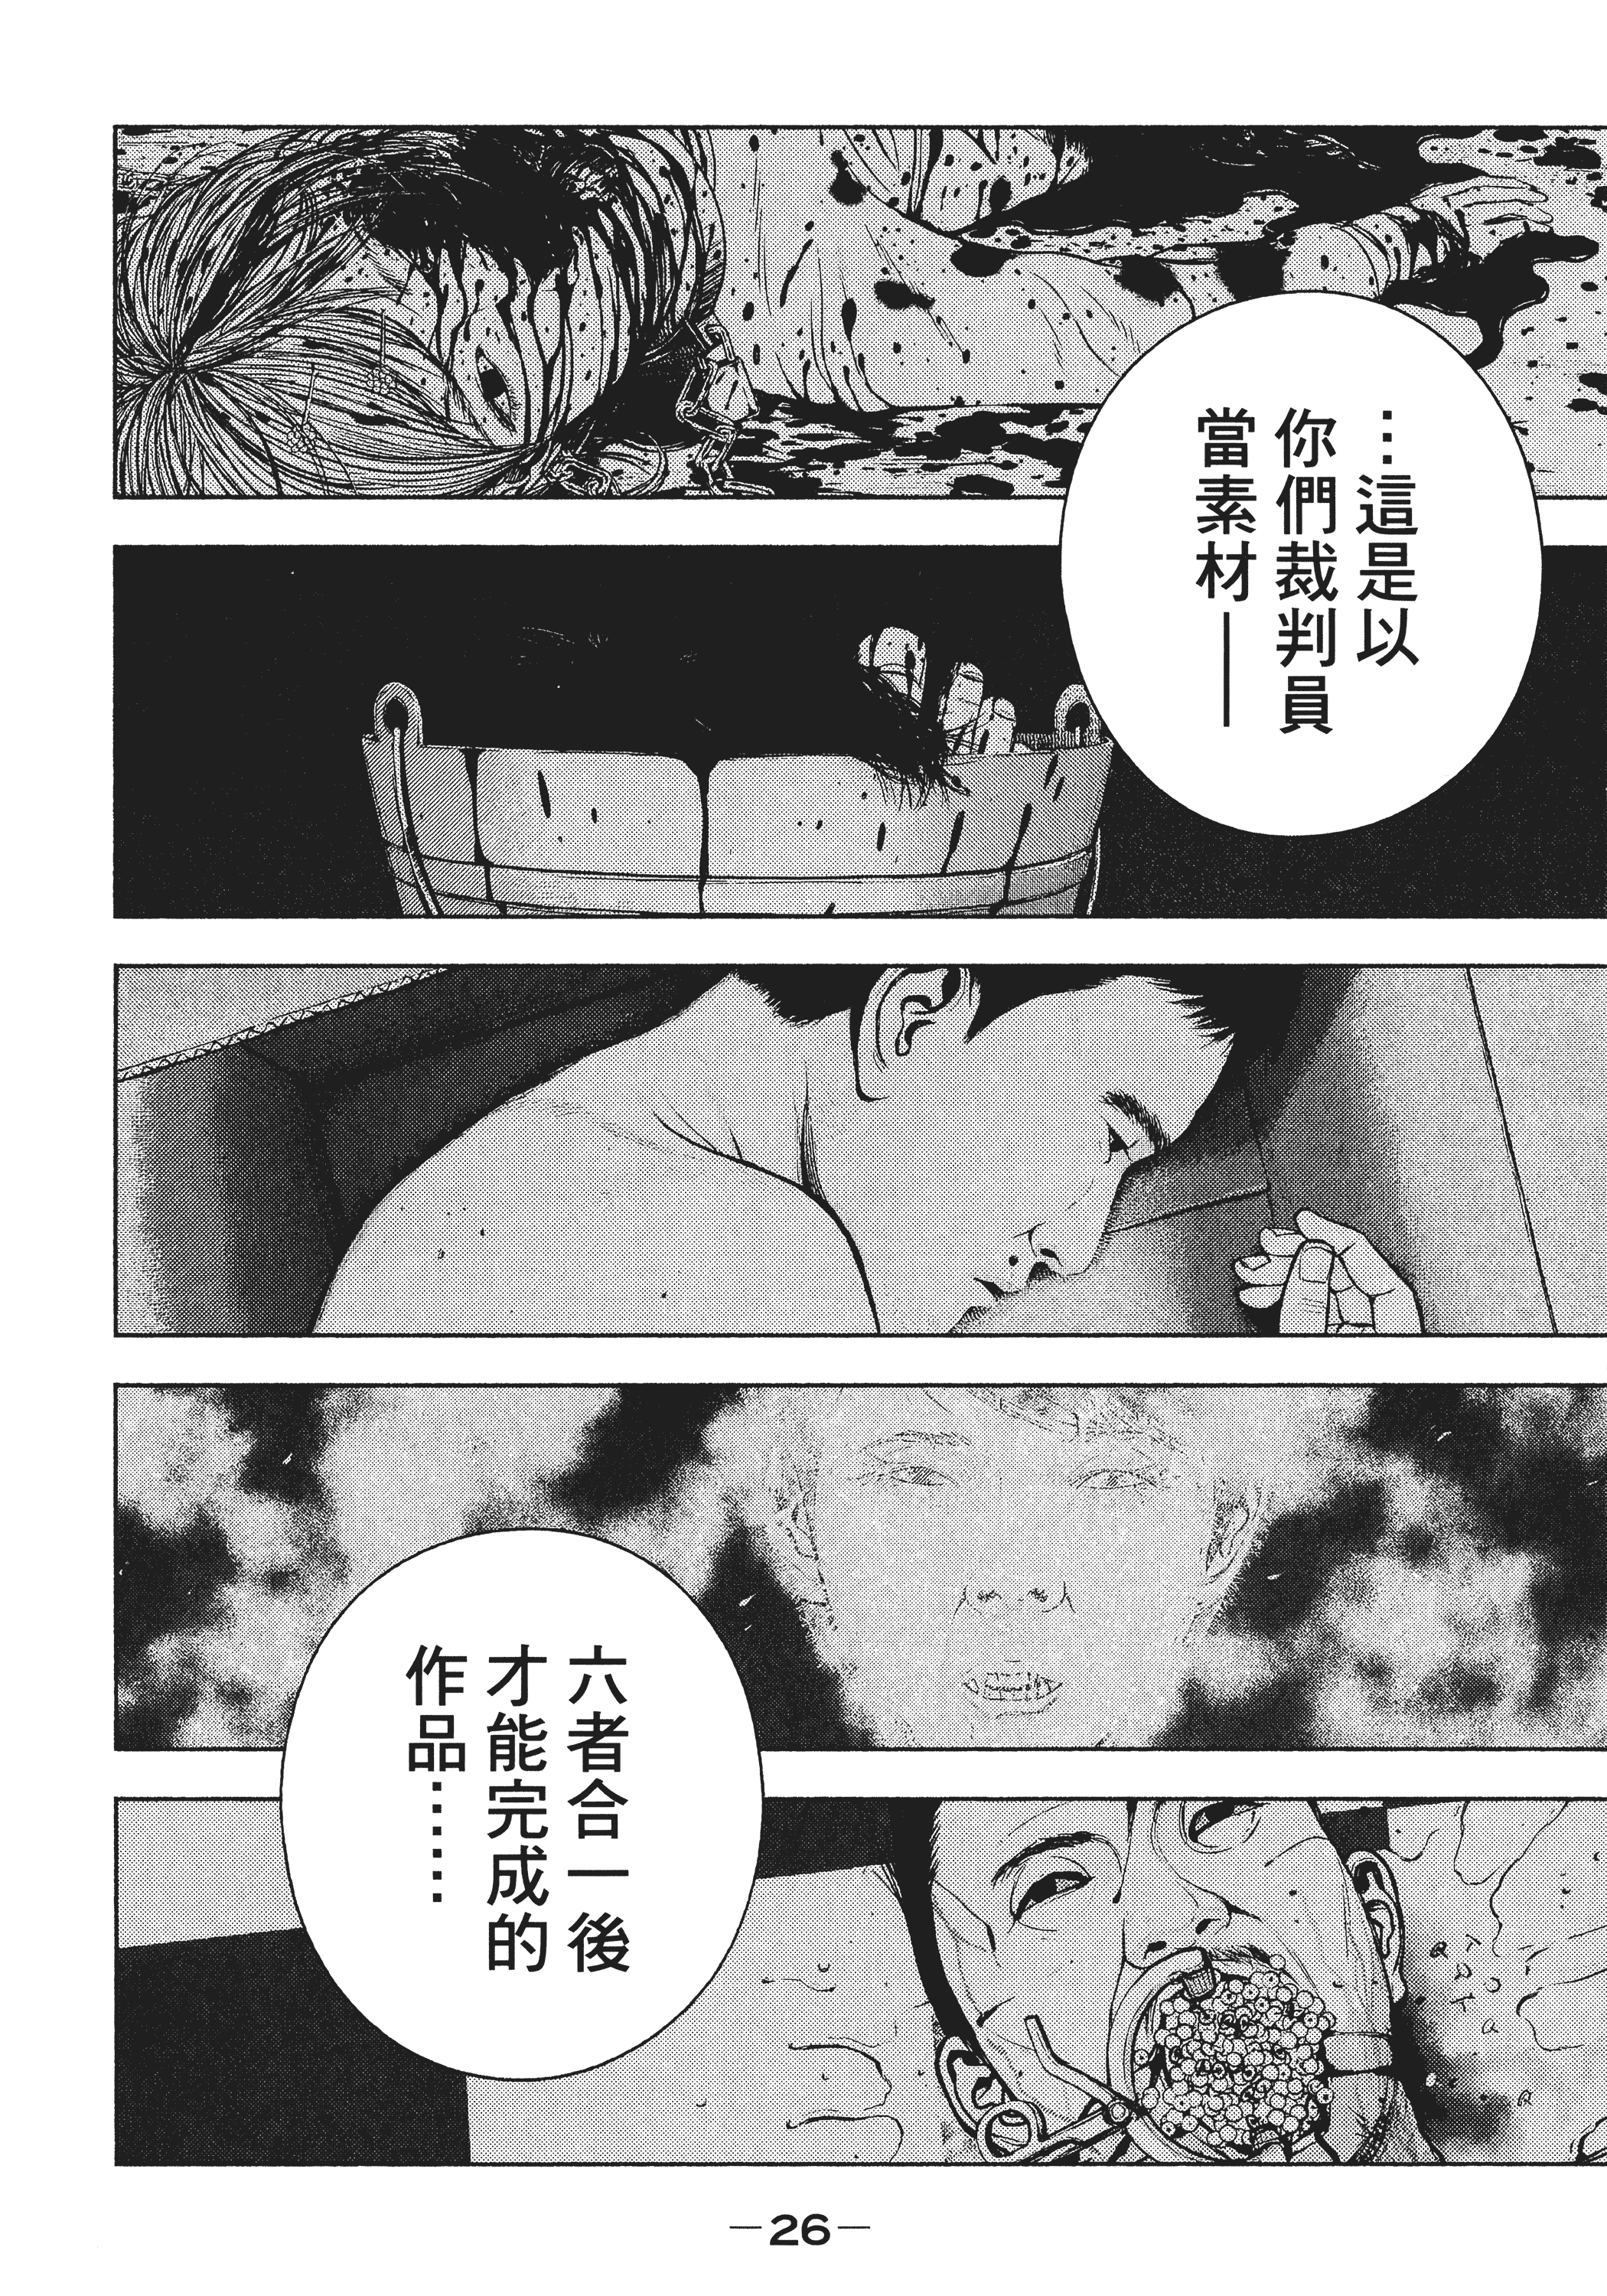 …這是以
你們裁判員
當素材——
六者合一後
才能完成的
作品……
—26—